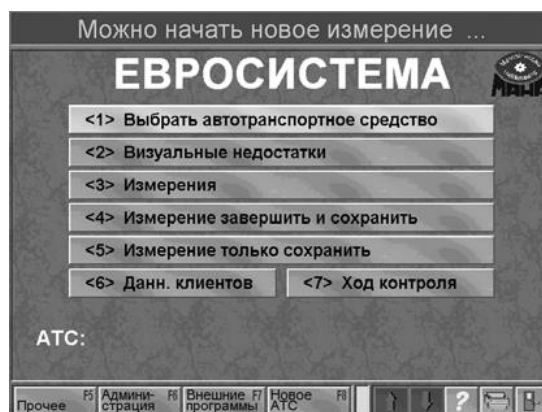 Можно начать новое измерение ...
ЕВРОСИСТЕМА
МАНА
<1> Выбрать автотранспортное средство
<2> Визуальные недостатки
<3> Измерения
<4> Измерение завершить и сохранить
<5> Измерение только сохранить
<6> Данн. клиентов <7> Ход контроля
АТС:
Прочее F5 Админи- F6 Внешние F7 Новое F8 ?
страция программы АТС